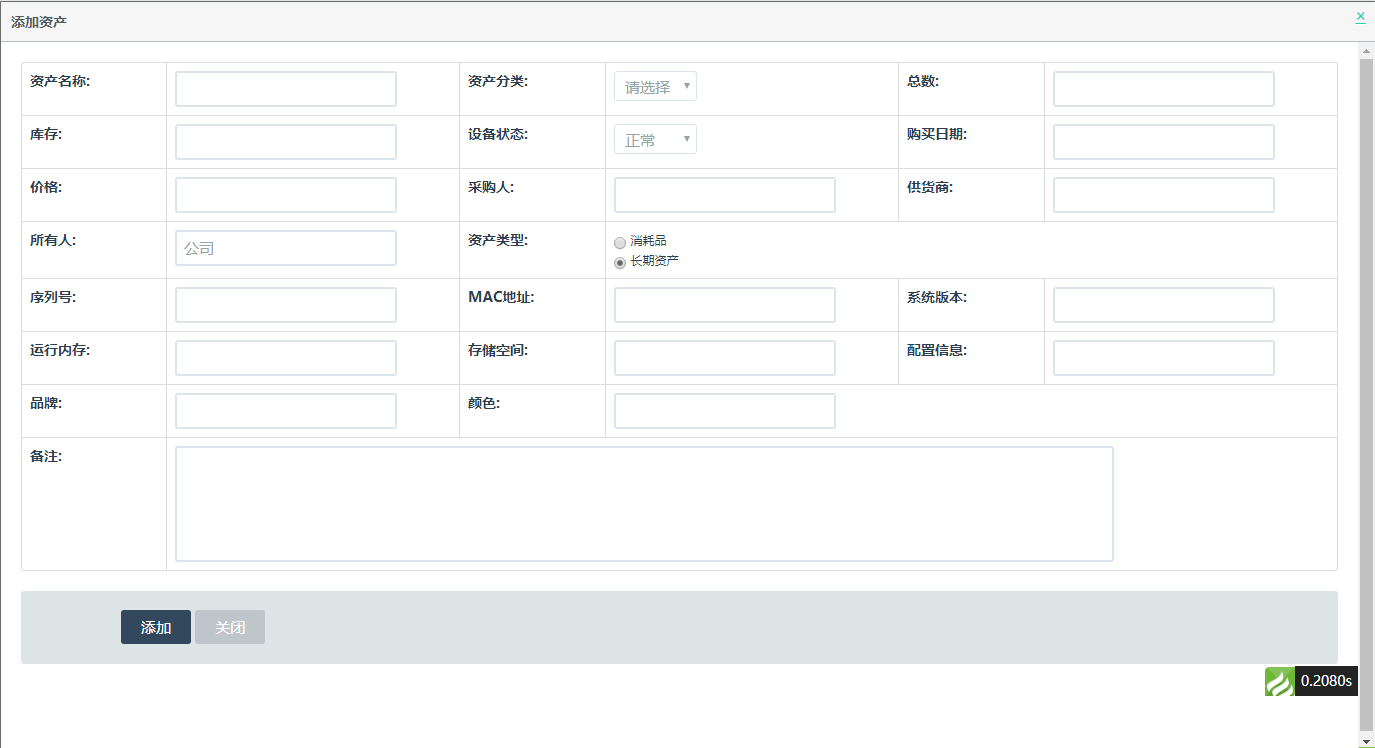 添加资产
×
资产名称: 资产分类: 请选择 总数:
库存: 设备状态: 正常 购买日期:
价格: 采购人: 供货商:
所有人: 公司 资产类型: 消耗品
长期资产
序列号: MAC地址: 系统版本:
运行内存: 存储空间: 配置信息:
品牌: 颜色:
备注:
添加 关闭
0.2080s